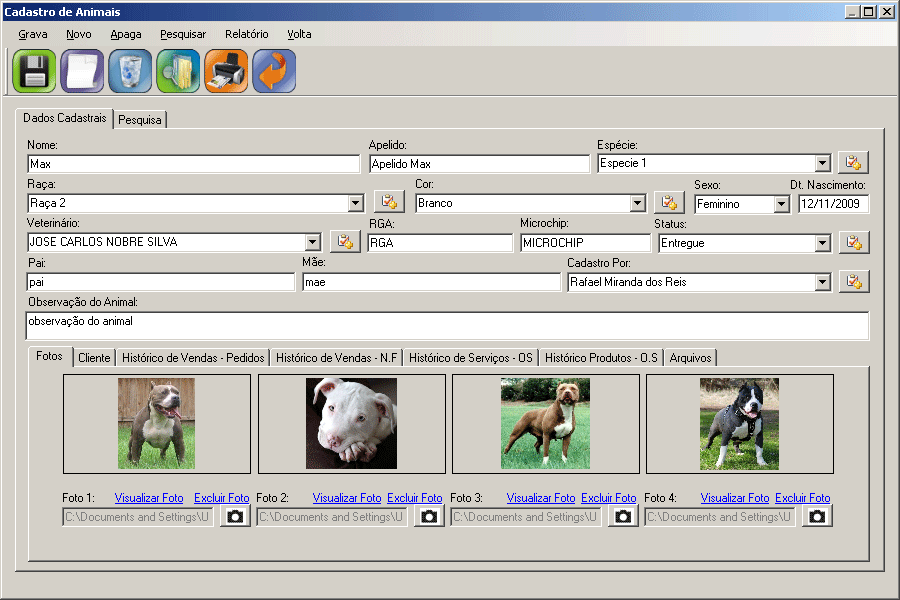 Cadastro de Animais
Grava Novo Apaga Pesquisar Relatório Volta
Dados Cadastrais Pesquisa
Nome: Apelido: Espécie:
Max Apelido Max Especie 1
Raça: Cor: Sexo: Dt. Nascimento:
Raça 2 Branco Feminino 12/11/2009
Veterinário: RGA: Microchip: Status:
JOSE CARLOS NOBRE SILVA RGA MICROCHIP Entregue
Pai: Mãe: Cadastro Por:
pai mae Rafael Miranda dos Reis
Observação do Animal:
observação do animal
Fotos Cliente Histórico de Vendas - Pedidos Histórico de Vendas - N.F Histórico de Serviços - OS Histórico Produtos - O.S Arquivos
Foto 1: Visualizar Foto Excluir Foto Foto 2: Visualizar Foto Excluir Foto Foto 3: Visualizar Foto Excluir Foto Foto 4: Visualizar Foto Excluir Foto
C:\Documents and Settings\U C:\Documents and Settings\U C:\Documents and Settings\U C:\Documents and Settings\U